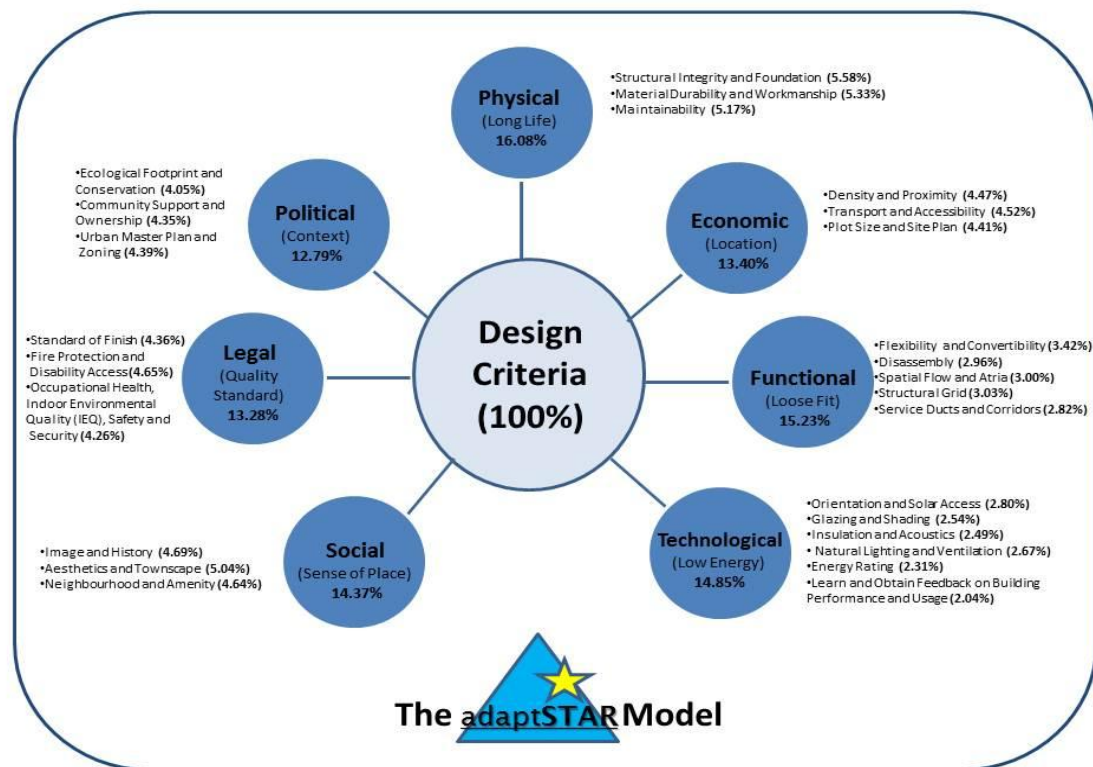 Physical
(Long Life)
16.08%
•Structural Integrity and Foundation (5.58%)
•Material Durability and Workmanship (5.33%)
•Maintainability (5.17%)
Economic
(Location)
13.40%
•Density and Proximity (4.47%)
•Transport and Accessibility (4.52%)
•Plot Size and Site Plan (4.41%)
Functional
(Loose Fit)
15.23%
•Flexibility and Convertibility (3.42%)
•Disassembly (2.96%)
•Spatial Flow and Atria (3.00%)
•Structural Grid (3.03%)
•Service Ducts and Corridors (2.82%)
Technological
(Low Energy)
14.85%
•Orientation and Solar Access (2.80%)
•Glazing and Shading (2.54%)
•Insulation and Acoustics (2.49%)
• Natural Lighting and Ventilation (2.67%)
•Energy Rating (2.31%)
•Learn and Obtain Feedback on Building
Performance and Usage (2.04%)
Social
(Sense of Place)
14.37%
•Image and History (4.69%)
•Aesthetics and Townscape (5.04%)
•Neighbourhood and Amenity (4.64%)
Legal
(Quality
Standard)
13.28%
•Standard of Finish (4.36%)
•Fire Protection and
Disability Access (4.65%)
•Occupational Health,
Indoor Environmental
Quality (IEQ), Safety and
Security (4.26%)
Political
(Context)
12.79%
•Ecological Footprint and
Conservation (4.05%)
•Community Support and
Ownership (4.35%)
•Urban Master Plan and
Zoning (4.39%)
Design
Criteria
(100%)
The adaptSTAR Model